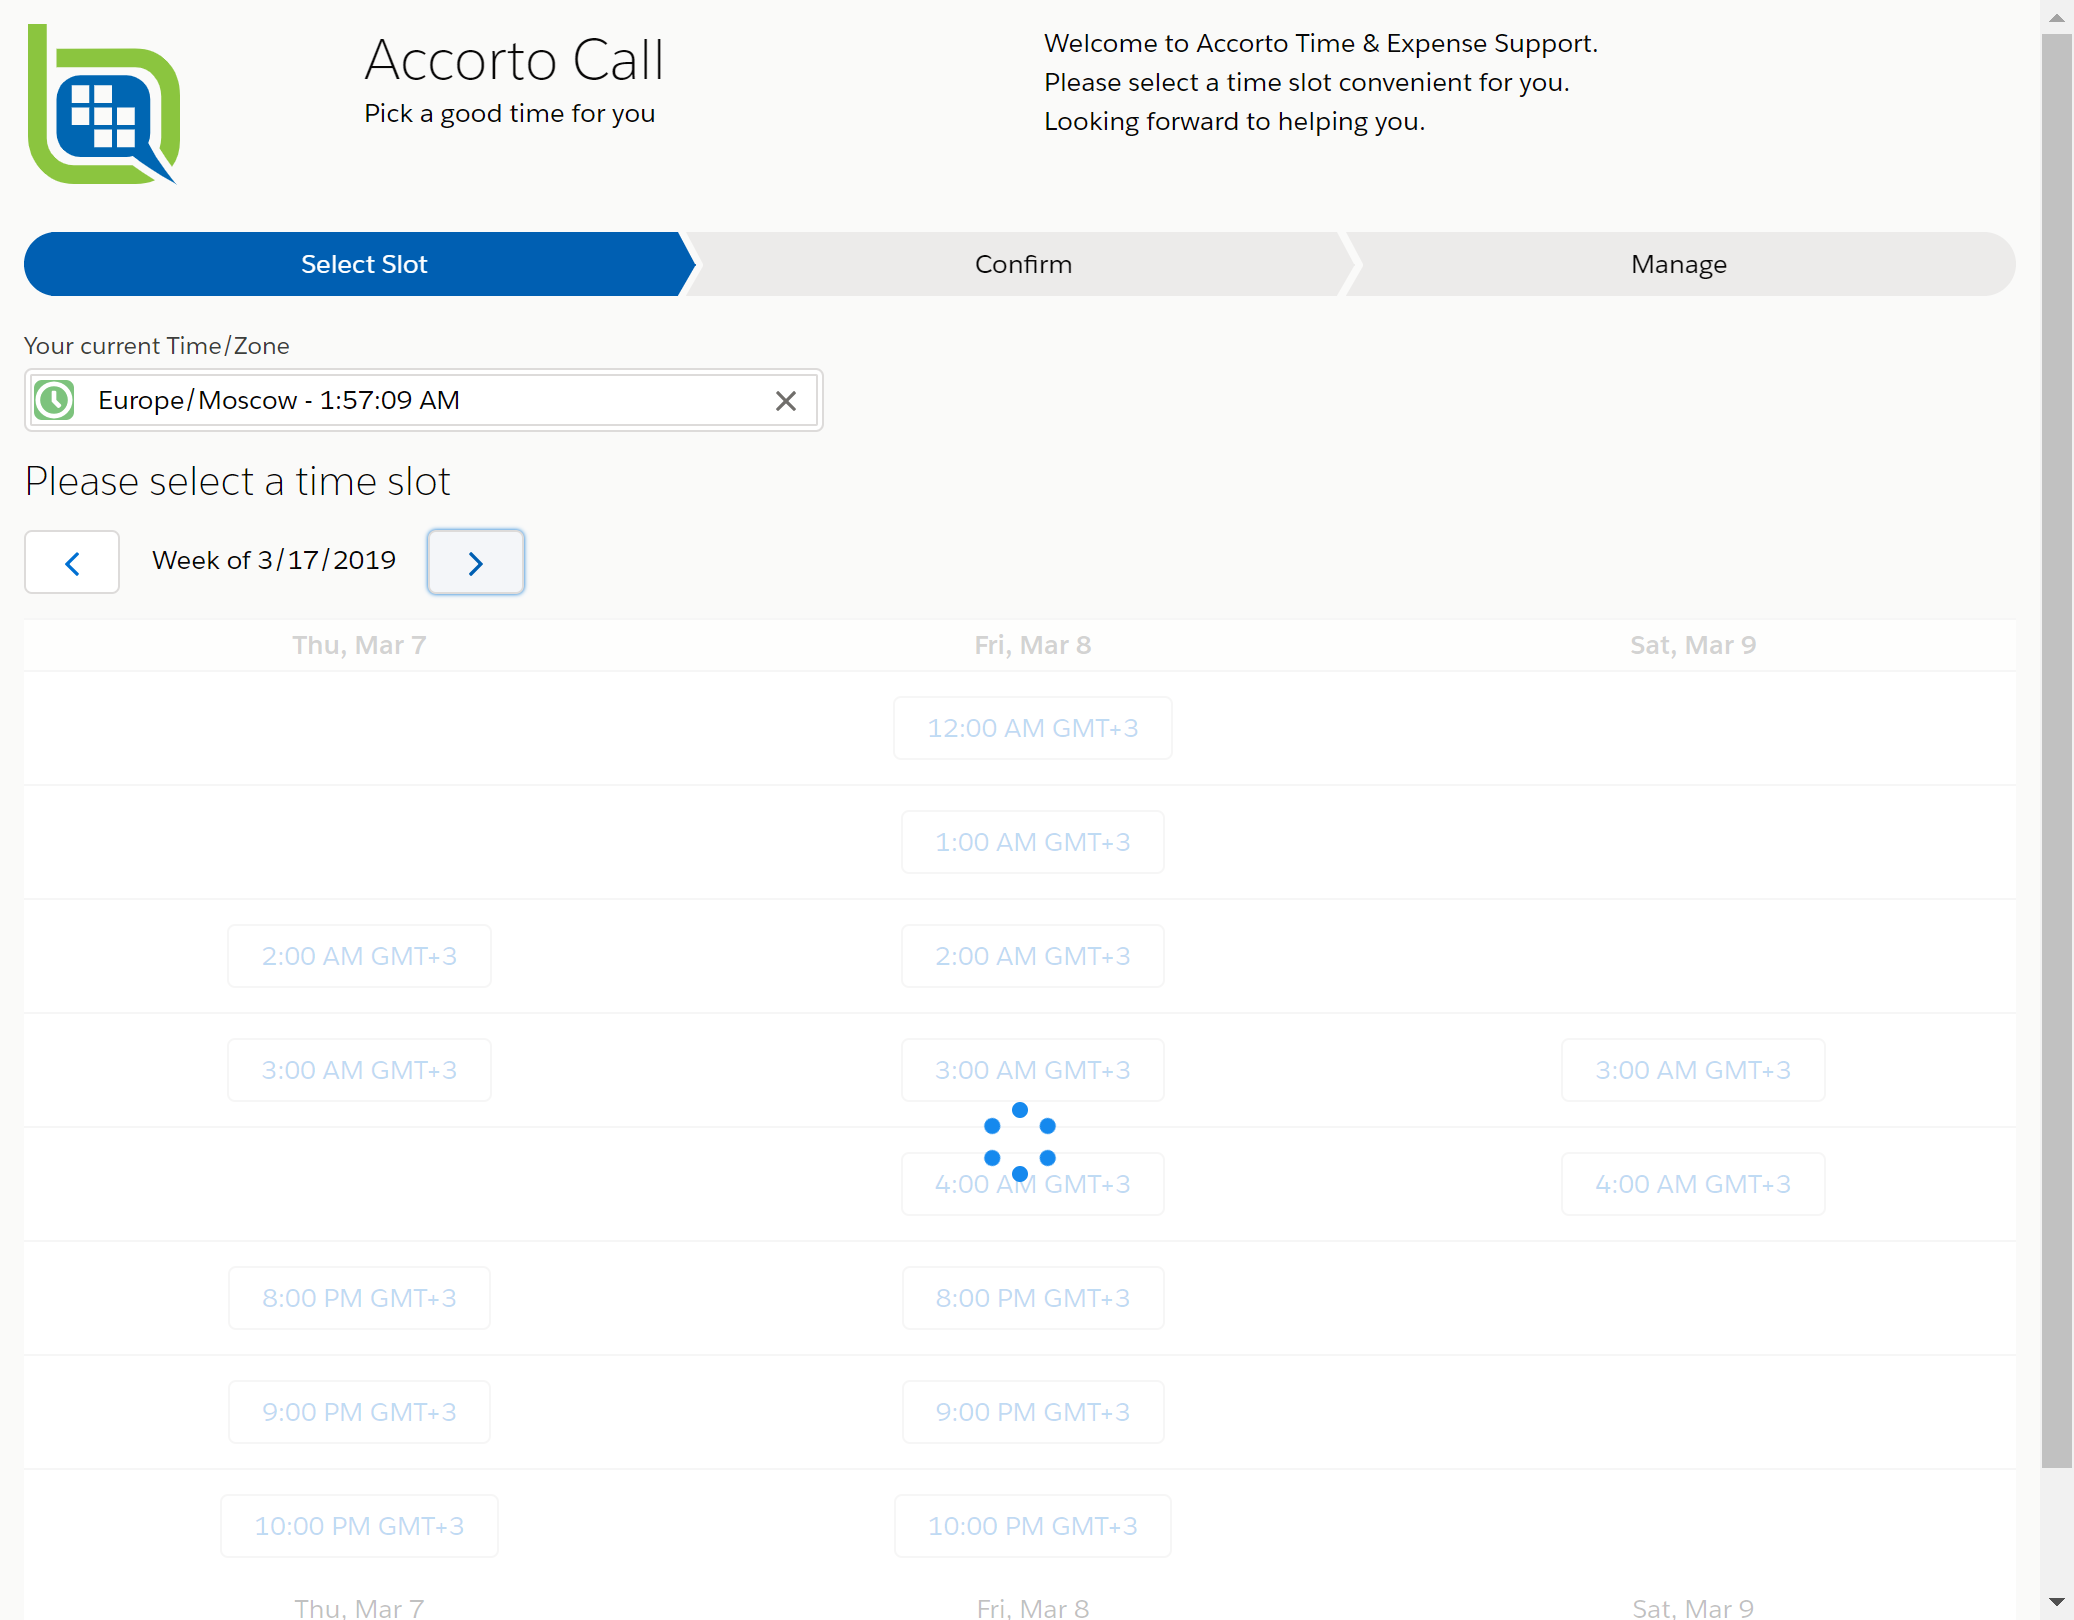 Accorto Call
Pick a good time for you
Welcome to Accorto Time & Expense Support.
Please select a time slot convenient for you.
Looking forward to helping you.
Select Slot
Confirm
Manage
Your current Time/Zone
Europe/Moscow - 1:57:09 AM
Please select a time slot
Week of 3/17/2019
Thu, Mar 7
Fri, Mar 8
Sat, Mar 9
12:00 AM GMT+3
1:00 AM GMT+3
2:00 AM GMT+3
2:00 AM GMT+3
3:00 AM GMT+3
3:00 AM GMT+3
3:00 AM GMT+3
4:00 AM GMT+3
4:00 AM GMT+3
8:00 PM GMT+3
8:00 PM GMT+3
9:00 PM GMT+3
9:00 PM GMT+3
10:00 PM GMT+3
10:00 PM GMT+3
Thu, Mar 7
Fri, Mar 8
Sat, Mar 9